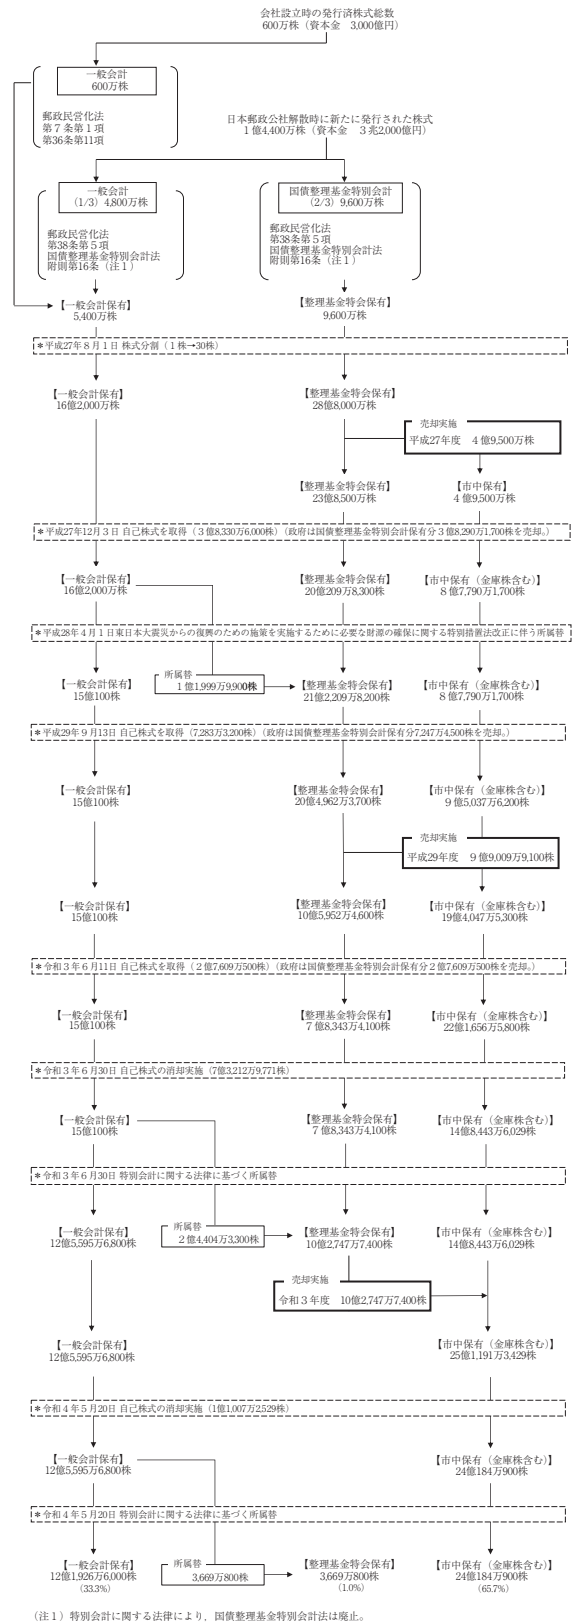 会社設立時の発行済株式総数
600万株（資本金　3,000億円）
一般会計
600万株
郵政民営化法
第７条第１項
第36条第11項
日本郵政公社解散時に新たに発行された株式
１億4,400万株（資本金　３兆2,000億円）
一般会計
（1/3）4,800万株
郵政民営化法
第38条第５項
国債整理基金特別会計法
附則第16条（注１）
国債整理基金特別会計
（2/3）9,600万株
郵政民営化法
第38条第５項
国債整理基金特別会計法
附則第16条（注１）
【一般会計保有】
5,400万株
【整理基金特会保有】
9,600万株
＊平成27年８月１日 株式分割（１株→30株）
【一般会計保有】
16億2,000万株
【整理基金特会保有】
28億8,000万株
売却実施
平成27年度　４億9,500万株
【整理基金特会保有】
23億8,500万株
【市中保有】
４億9,500万株
＊平成27年12月３日 自己株式を取得（３億8,330万6,000株）（政府は国債整理基金特別会計保有分３億8,290万1,700株を売却。）
【一般会計保有】
16億2,000万株
【整理基金特会保有】
20億209万8,300株
【市中保有（金庫株含む）】
８億7,790万1,700株
＊平成28年４月１日東日本大震災からの復興のための施策を実施するために必要な財源の確保に関する特別措置法改正に伴う所属替
【一般会計保有】
15億100株
所属替
１億1,999万9,900株
【整理基金特会保有】
21億2,209万8,200株
【市中保有（金庫株含む）】
８億7,790万1,700株
＊平成29年９月13日 自己株式を取得（7,283万3,200株）（政府は国債整理基金特別会計保有分7,247万4,500株を売却。）
【一般会計保有】
15億100株
【整理基金特会保有】
20億4,962万3,700株
【市中保有（金庫株含む）】
９億5,037万6,200株
売却実施
平成29年度　９億9,009万9,100株
【一般会計保有】
15億100株
【整理基金特会保有】
10億5,952万4,600株
【市中保有（金庫株含む）】
19億4,047万5,300株
＊令和３年６月11日 自己株式を取得（２億7,609万500株）（政府は国債整理基金特別会計保有分２億7,609万500株を売却。）
【一般会計保有】
15億100株
【整理基金特会保有】
７億8,343万4,100株
【市中保有（金庫株含む）】
22億1,656万5,800株
＊令和３年６月30日 自己株式の消却実施（7億3,212万9,771株）
【一般会計保有】
15億100株
【整理基金特会保有】
７億8,343万4,100株
【市中保有（金庫株含む）】
14億8,443万6,029株
＊令和３年６月30日 特別会計に関する法律に基づく所属替
【一般会計保有】
12億5,595万6,800株
所属替
２億4,404万3,300株
【整理基金特会保有】
10億2,747万7,400株
【市中保有（金庫株含む）】
14億8,443万6,029株
売却実施
令和３年度　10億2,747万7,400株
【一般会計保有】
12億5,595万6,800株
【市中保有（金庫株含む）】
25億1,191万3,429株
＊令和４年５月20日 自己株式の消却実施（1億1,007万2,529株）
【一般会計保有】
12億5,595万6,800株
【市中保有（金庫株含む）】
24億184万900株
＊令和４年５月20日 特別会計に関する法律に基づく所属替
【一般会計保有】
12億1,926万6,000株
（33.3%）
所属替
3,669万800株
【整理基金特会保有】
3,669万800株
（1.0%）
【市中保有（金庫株含む）】
24億184万900株
（65.7%）
（注１）特別会計に関する法律により、国債整理基金特別会計法は廃止。